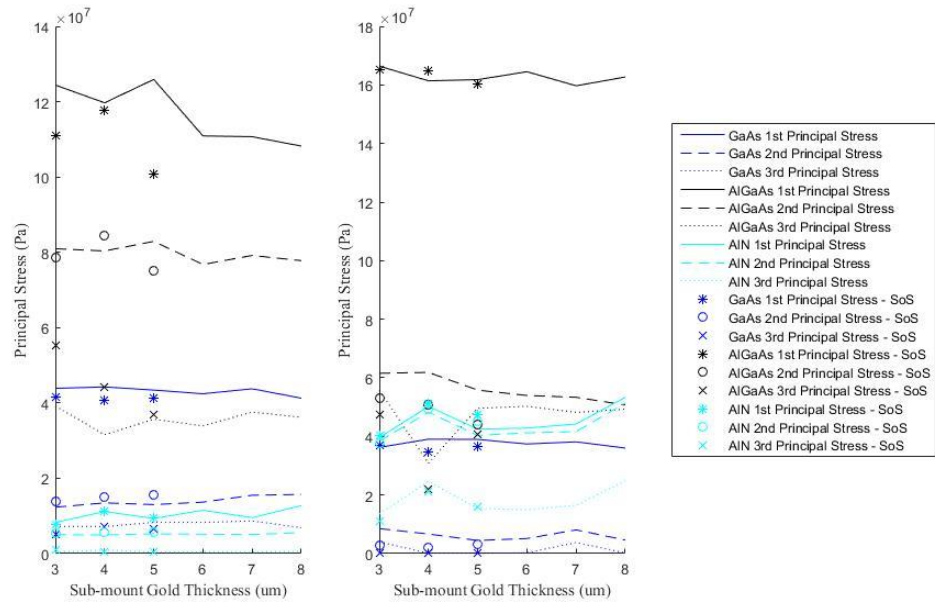 ×10^7
14
12
10
8
6
4
2
0
3 4 5 6 7 8
Principal Stress (Pa)
Sub-mount Gold Thickness (um)
×10^7
18
16
14
12
10
8
6
4
2
0
3 4 5 6 7 8
Principal Stress (Pa)
Sub-mount Gold Thickness (um)
GaAs 1st Principal Stress
GaAs 2nd Principal Stress
GaAs 3rd Principal Stress
AlGaAs 1st Principal Stress
AlGaAs 2nd Principal Stress
AlGaAs 3rd Principal Stress
AlN 1st Principal Stress
AlN 2nd Principal Stress
AlN 3rd Principal Stress
GaAs 1st Principal Stress - SoS
GaAs 2nd Principal Stress - SoS
GaAs 3rd Principal Stress - SoS
AlGaAs 1st Principal Stress - SoS
AlGaAs 2nd Principal Stress - SoS
AlGaAs 3rd Principal Stress - SoS
AlN 1st Principal Stress - SoS
AlN 2nd Principal Stress - SoS
AlN 3rd Principal Stress - SoS